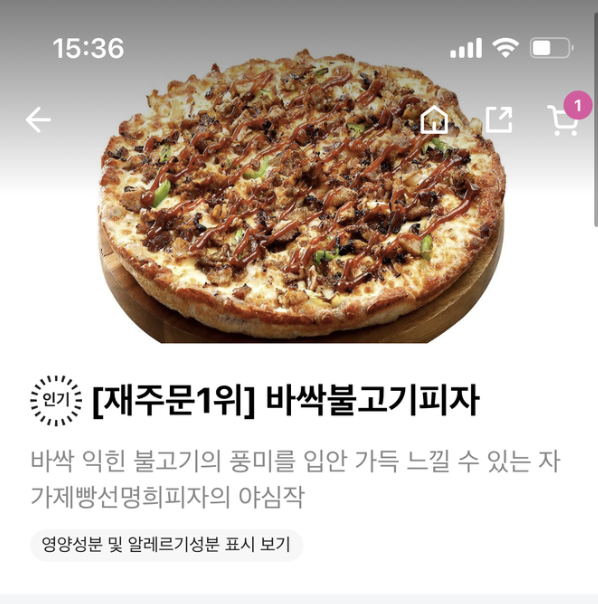 15:36
1
인기 [재주문1위] 바싹불고기피자
바싹 익힌 불고기의 풍미를 입안 가득 느낄 수 있는 자
가제빵선명희피자의 야심작
영양성분 및 알레르기성분 표시 보기